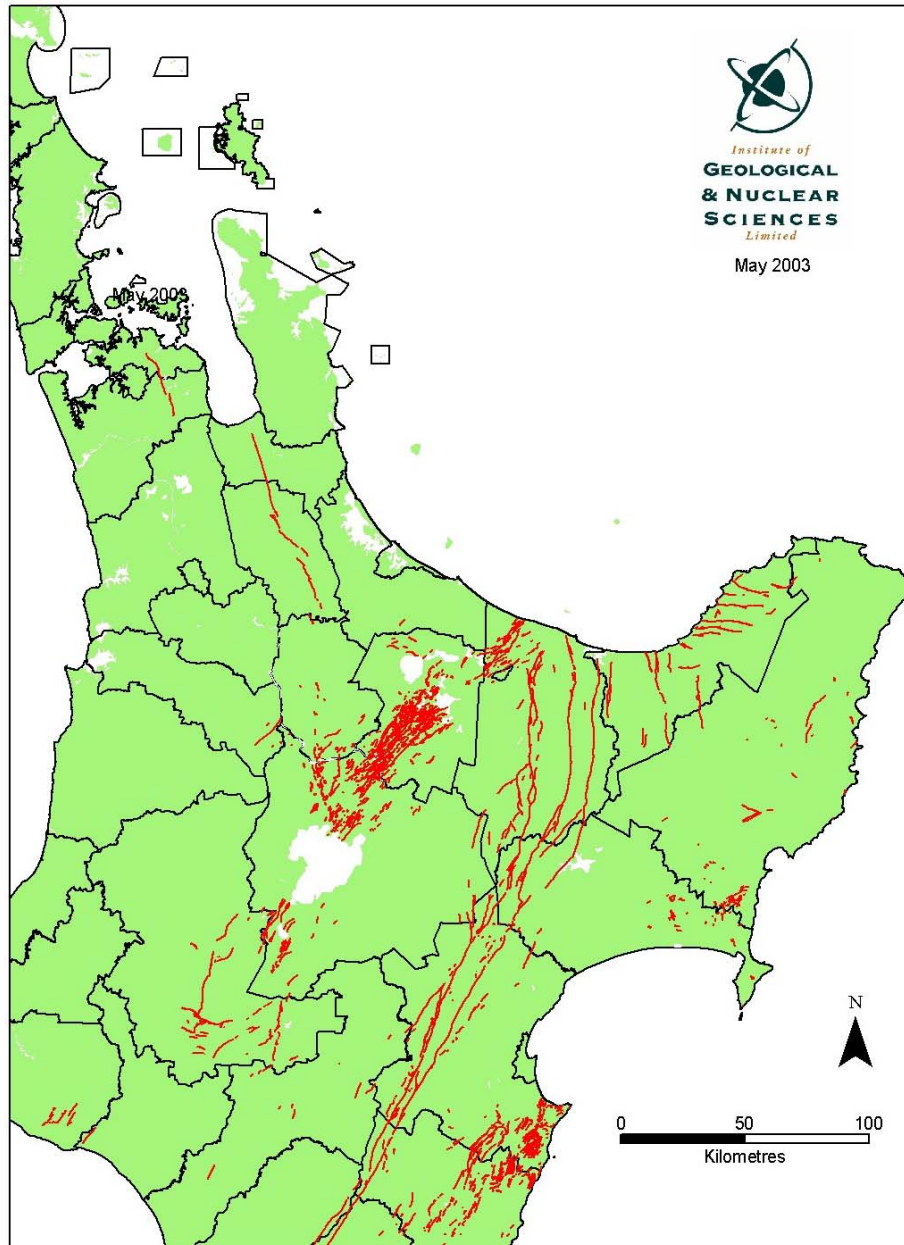 Institute of
GEOLOGICAL
& NUCLEAR
SCIENCES
Limited
May 2003
May 2003
N
0 50 100
Kilometres